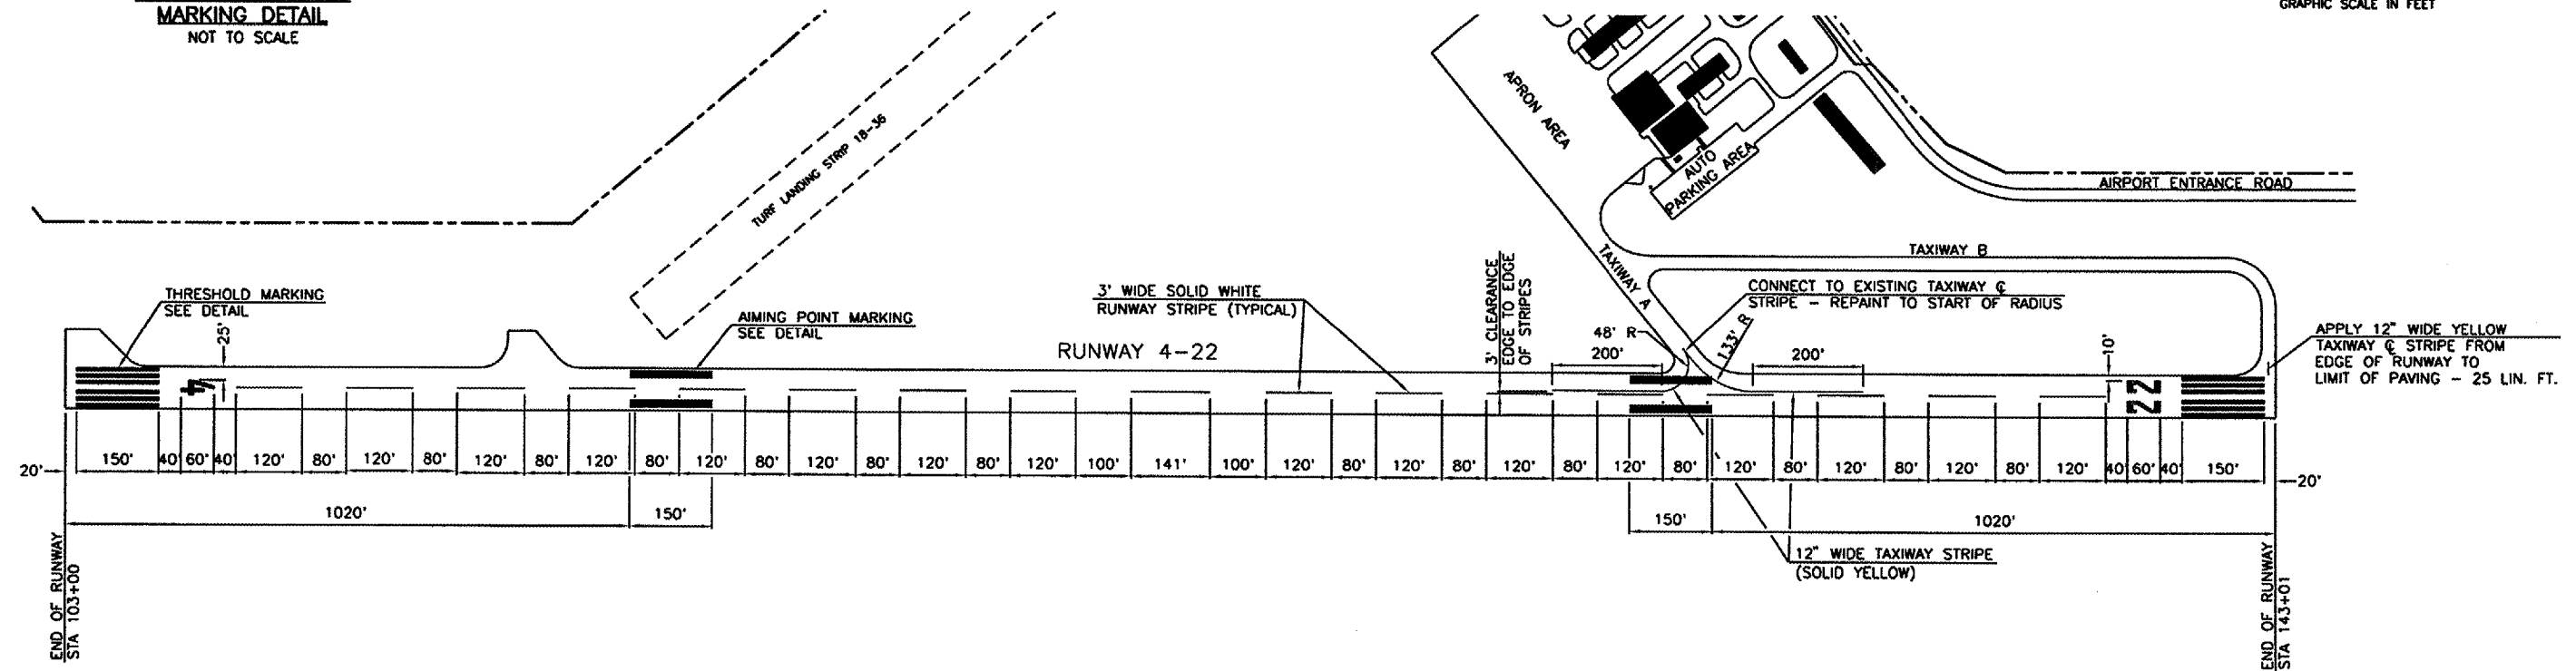 MARKING DETAIL
NOT TO SCALE
GRAPHIC SCALE IN FEET
TURF LANDING STRIP 18-36
APRON AREA
AUTO
PARKING AREA
AIRPORT ENTRANCE ROAD
TAXIWAY B
TAXIWAY A
THRESHOLD MARKING
SEE DETAIL
25'
AIMING POINT MARKING
SEE DETAIL
3' WIDE SOLID WHITE
RUNWAY STRIPE (TYPICAL)
RUNWAY 4-22
3' CLEARANCE
EDGE TO EDGE
OF STRIPES
CONNECT TO EXISTING TAXIWAY ℄
STRIPE - REPAINT TO START OF RADIUS
48' R
133' R
200'
200'
10'
APPLY 12" WIDE YELLOW
TAXIWAY ℄ STRIPE FROM
EDGE OF RUNWAY TO
LIMIT OF PAVING - 25 LIN. FT.
4
22
20' 150' 40' 60' 40' 120' 80' 120' 80' 120' 80' 120' 80' 120' 80' 120' 80' 120' 80' 120' 100' 141' 100' 120' 80' 120' 80' 120' 80' 120' 80' 120' 80' 120' 80' 120' 80' 120' 40' 60' 40' 150' 20'
1020' 150' 150' 1020'
12" WIDE TAXIWAY STRIPE
(SOLID YELLOW)
END OF RUNWAY
STA 103+00
END OF RUNWAY
STA 143+01